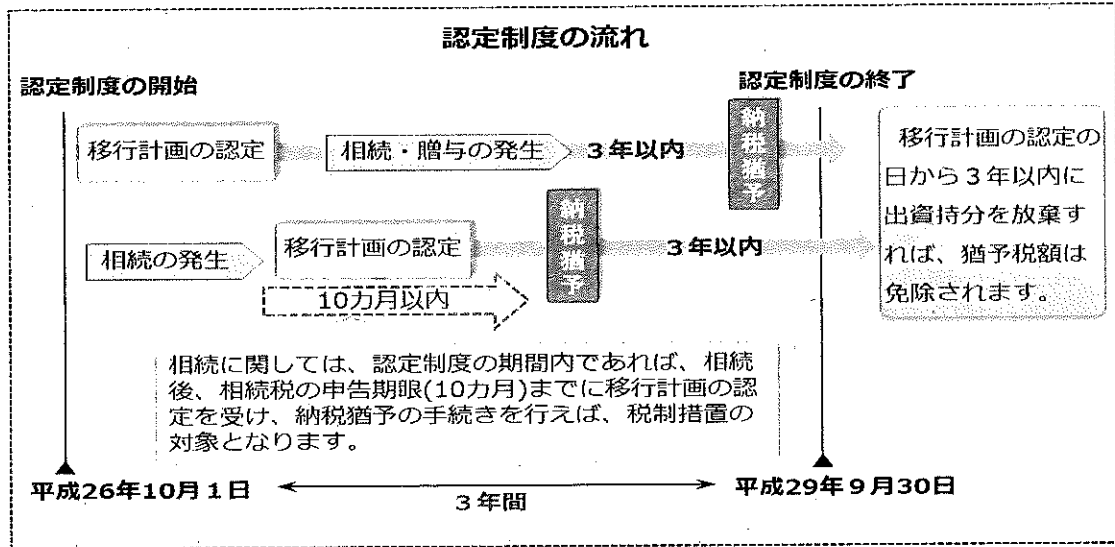 認定制度の流れ
認定制度の開始
認定制度の終了
移行計画の認定
相続・贈与の発生
3年以内
納税猶予
相続の発生
移行計画の認定
納税猶予
3年以内
10カ月以内
移行計画の認定の
日から3年以内に
出資持分を放棄す
れば、猶予税額は
免除されます。
相続に関しては、認定制度の期間内であれば、相続
後、相続税の申告期限(10カ月)までに移行計画の認
定を受け、納税猶予の手続きを行えば、税制措置の
対象となります。
平成26年10月1日
3年間
平成29年9月30日